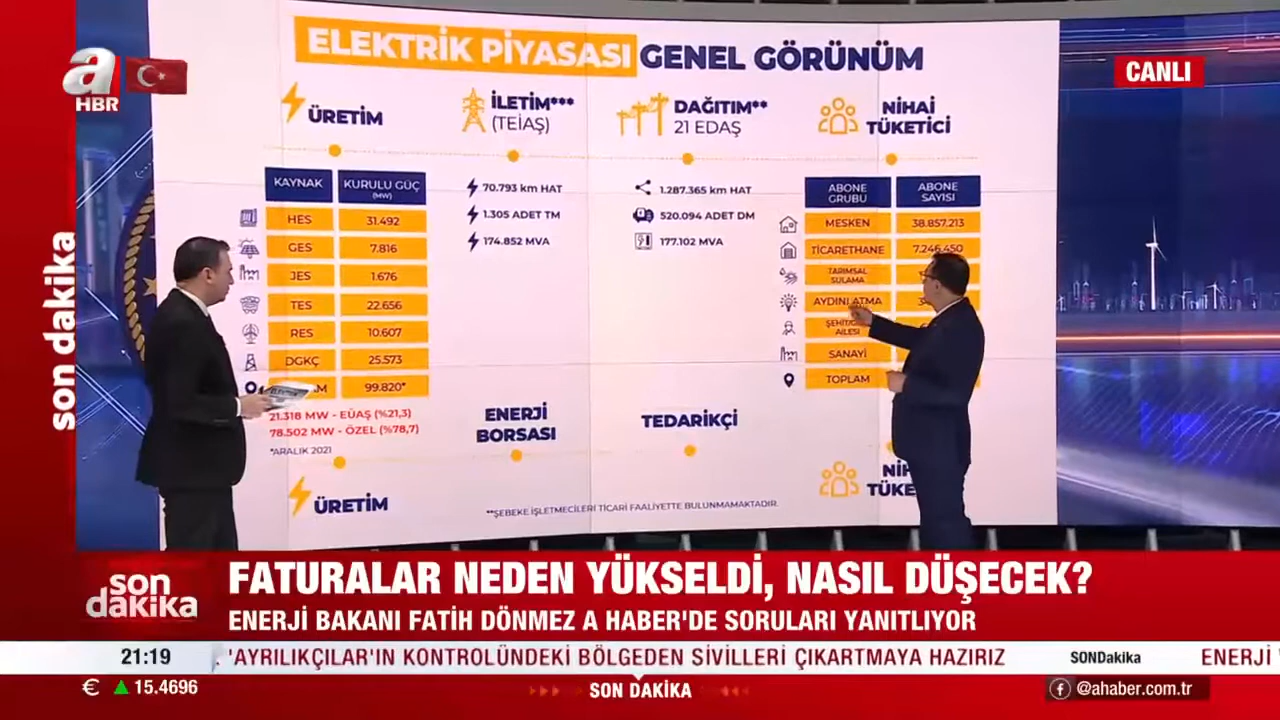 ELEKTRİK PİYASASI GENEL GÖRÜNÜM
a
HBR
CANLI
ÜRETİM
İLETİM***
(TEİAŞ)
DAĞITIM**
21 EDAŞ
NİHAİ
TÜKETİCİ
KAYNAK
KURULU GÜÇ
(MW)
HES 31.492
GES 7.816
JES 1.676
TES 22.656
RES 10.607
DGKÇ 25.573
99.820*
21.318 MW - EÜAŞ (%21,3)
78.502 MW - ÖZEL (%78,7)
*ARALIK 2021
70.793 km HAT
1.305 ADET TM
174.852 MVA
1.287.365 km HAT
520.094 ADET DM
177.102 MVA
ABONE
GRUBU
ABONE
SAYISI
MESKEN 38.857.213
TİCARETHANE 7.246.450
TARIMSAL
SULAMA
AYDINLATMA
AİLESİ
SANAYİ
TOPLAM
ENERJİ
BORSASI
TEDARİKÇİ
ÜRETİM
**ŞEBEKE İŞLETMECİLERİ TİCARİ FAALİYETTE BULUNMAMAKTADIR.
son dakika
son
dakika
FATURALAR NEDEN YÜKSELDİ, NASIL DÜŞECEK?
ENERJİ BAKANI FATİH DÖNMEZ A HABER'DE SORULARI YANITLIYOR
21:19
'AYRILIKÇILAR'IN KONTROLÜNDEKİ BÖLGEDEN SİVİLLERİ ÇIKARTMAYA HAZIRIZ
SONDakika
ENERJİ
€ ▲ 15.4696
SON DAKİKA
@ahaber.com.tr